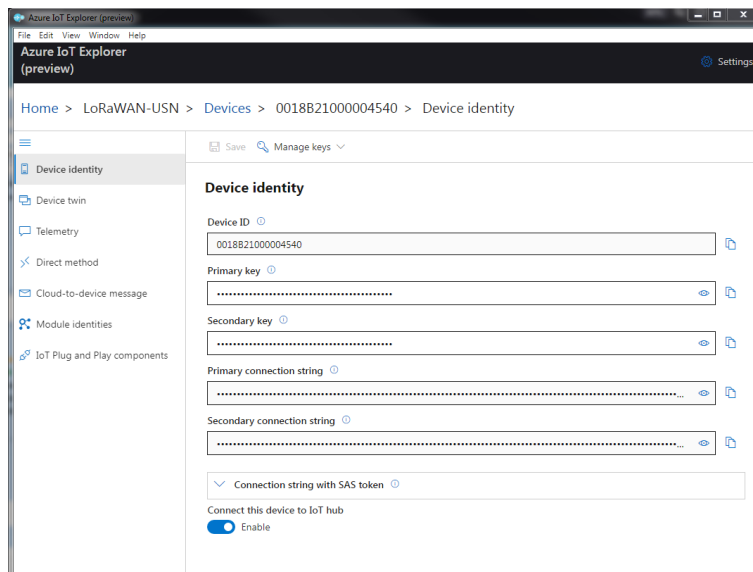 Azure IoT Explorer (preview)
File Edit View Window Help
Azure IoT Explorer
(preview)
Settings
Home > LoRaWAN-USN > Devices > 0018B21000004540 > Device identity
Save Manage keys
Device identity
Device twin
Telemetry
Direct method
Cloud-to-device message
Module identities
IoT Plug and Play components
Device identity
Device ID
0018B21000004540
Primary key
••••••••••••••••••••••••••••••••••••••••••••
Secondary key
••••••••••••••••••••••••••••••••••••••••••••
Primary connection string
Secondary connection string
Connection string with SAS token
Connect this device to IoT hub
Enable